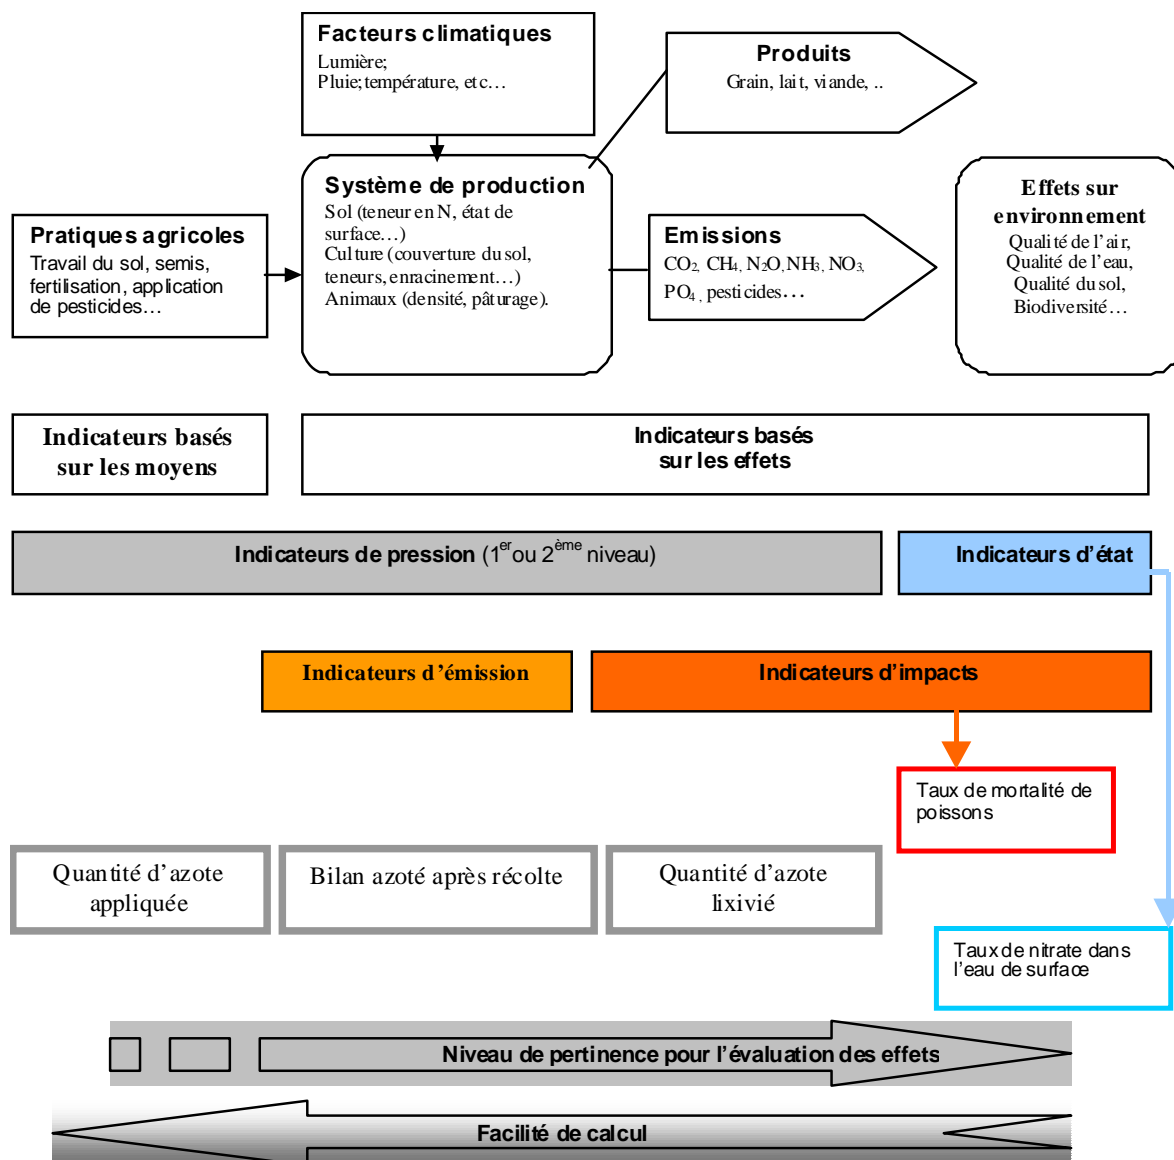 Facteurs climatiques
Lumière;
Pluie; température, etc…
Produits
Grain, lait, viande, ..
Pratiques agricoles
Travail du sol, semis,
fertilisation, application
de pesticides…
Système de production
Sol (teneur en N, état de
surface…)
Culture (couverture du sol,
teneurs, enracinement…)
Animaux (densité, pâturage).
Emissions
CO2, CH4, N2O, NH3, NO3,
PO4, pesticides…
Effets sur
environnement
Qualité de l’air,
Qualité de l’eau,
Qualité du sol,
Biodiversité…
Indicateurs basés
sur les moyens
Indicateurs basés
sur les effets
Indicateurs de pression (1er ou 2ème niveau)
Indicateurs d’état
Indicateurs d’émission
Indicateurs d’impacts
Taux de mortalité de
poissons
Quantité d’azote
appliquée
Bilan azoté après récolte
Quantité d’azote
lixivié
Taux de nitrate dans
l’eau de surface
Niveau de pertinence pour l’évaluation des effets
Facilité de calcul